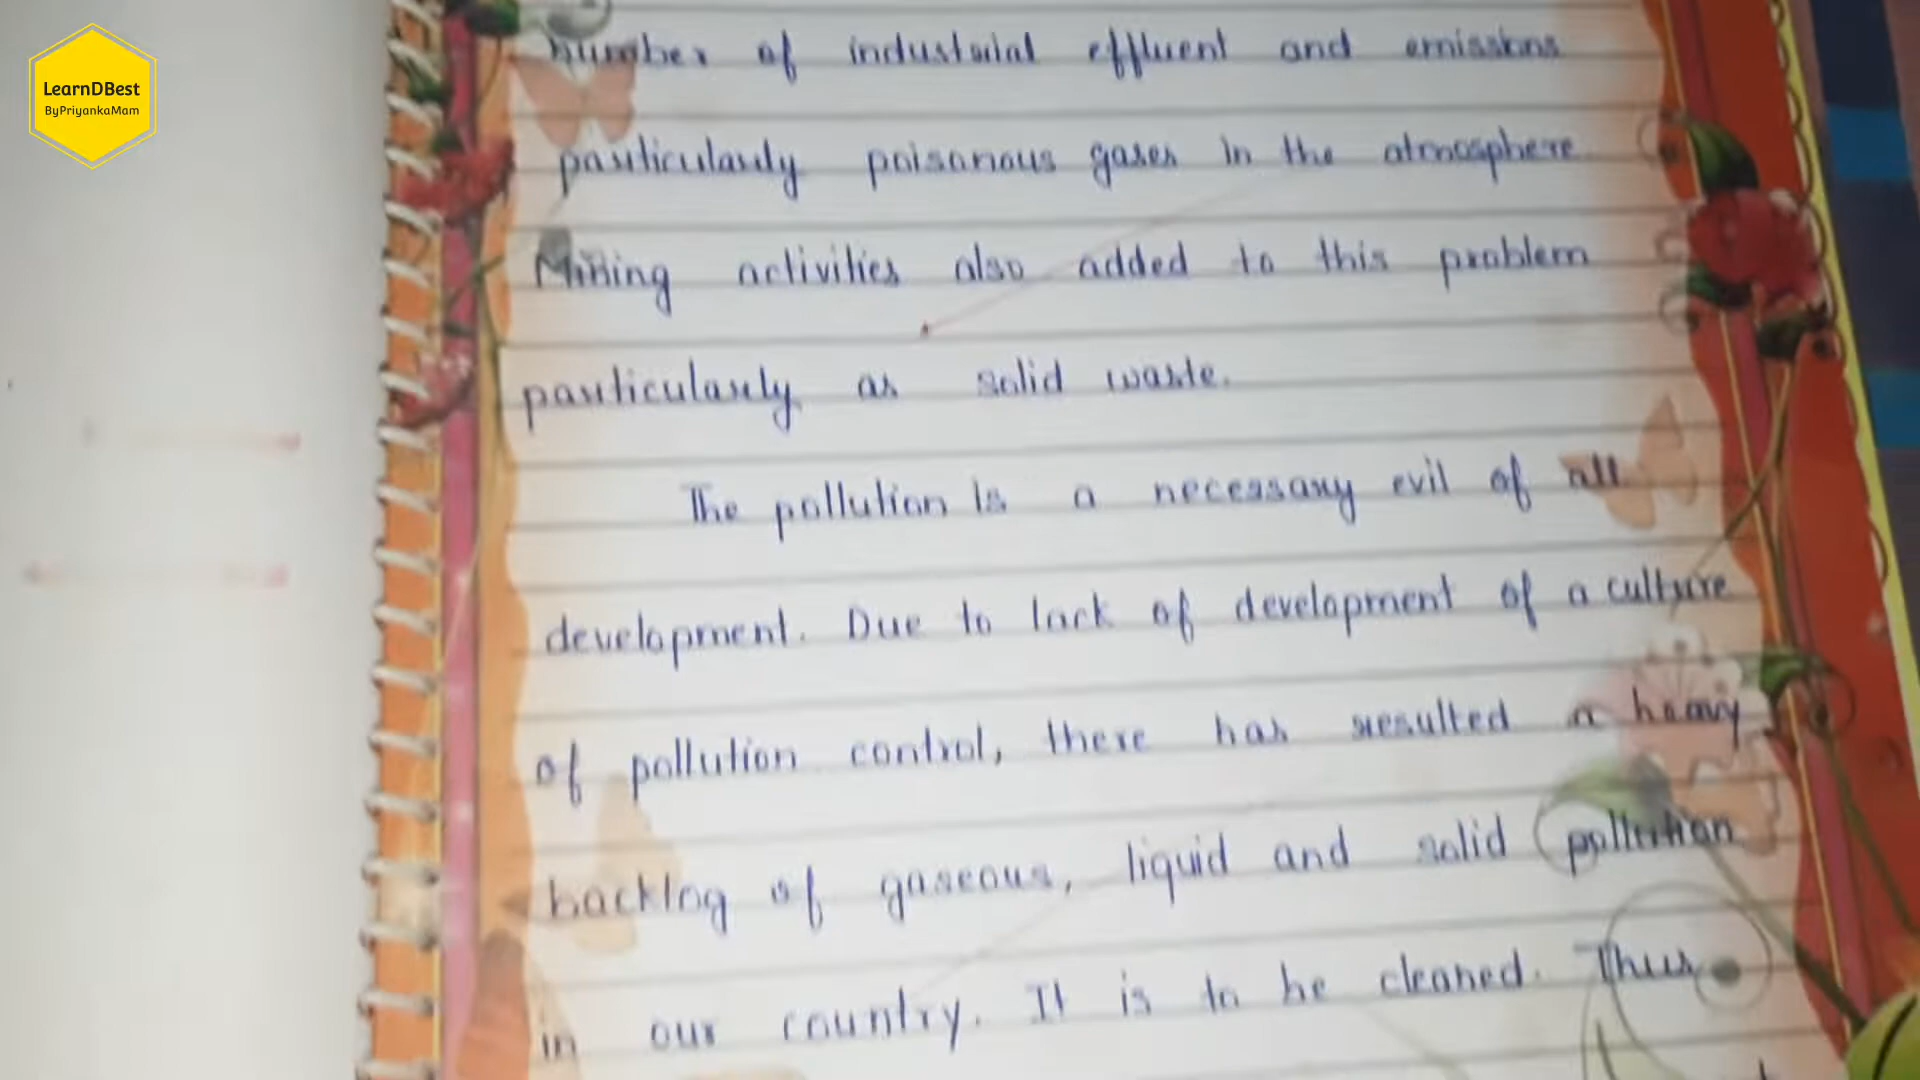 LearnDBest
ByPriyankaMam
number of industrial effluent and emissions
particularly poisonous gases in the atmosphere
Mining activities also added to this problem
particularly as solid waste.
The pollution is a necessary evil of all
development. Due to lack of development of a culture
of pollution control, there has resulted a heavy
backlog of gaseous, liquid and solid pollution
in our country. It is to be cleaned. Thus